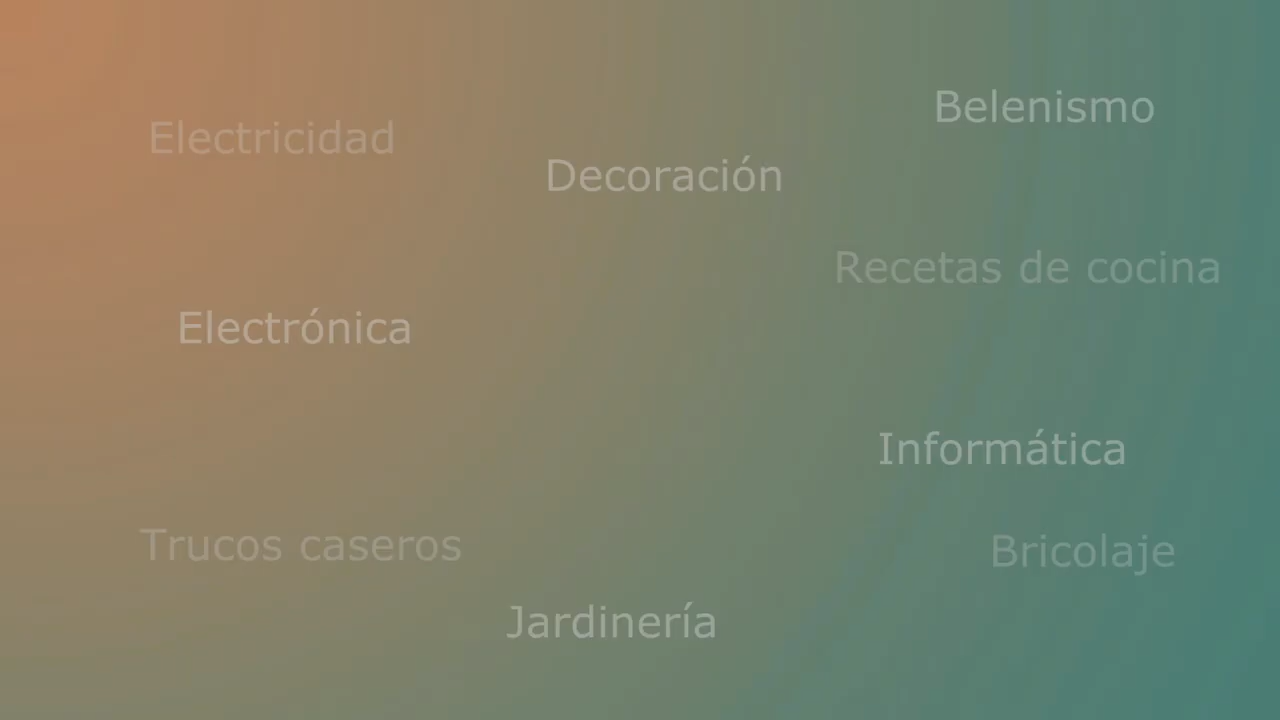 Belenismo
Electricidad
Decoración
Recetas de cocina
Electrónica
Informática
Trucos caseros
Bricolaje
Jardinería